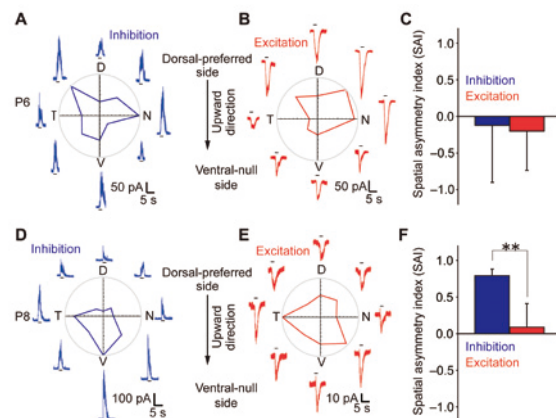 A
Inhibition
D
P6
T
N
V
50 pA
5 s
Dorsal-preferred
side
Upward
direction
Ventral-null
side
B
Excitation
D
T
N
V
50 pA
5 s
C
Spatial asymmetry index (SAI)
1.0
0.5
0.0
−0.5
−1.0
Inhibition
Excitation
D
Inhibition
D
P8
T
N
V
100 pA
5 s
Dorsal-preferred
side
Upward
direction
Ventral-null
side
E
Excitation
D
T
N
V
10 pA
5 s
F
Spatial asymmetry index (SAI)
1.0
0.5
0.0
−0.5
−1.0
**
Inhibition
Excitation